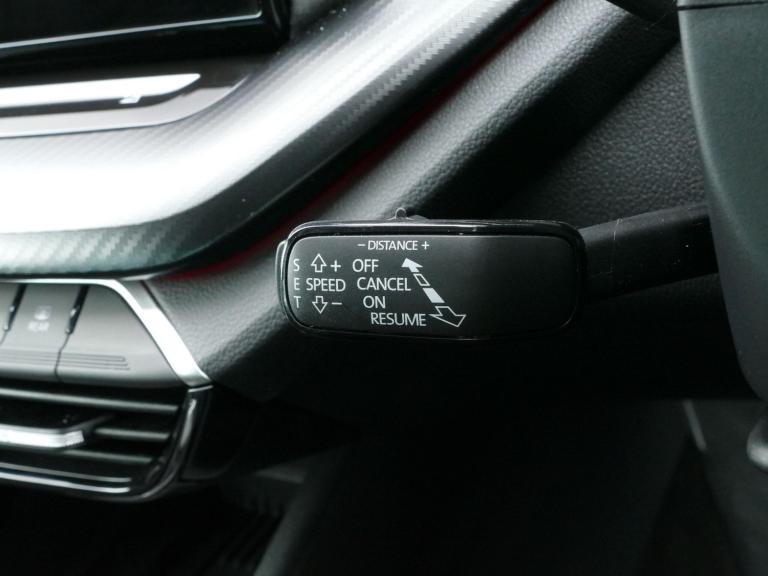 − DISTANCE +
S + OFF
E SPEED CANCEL
T − ON
RESUME
REAR